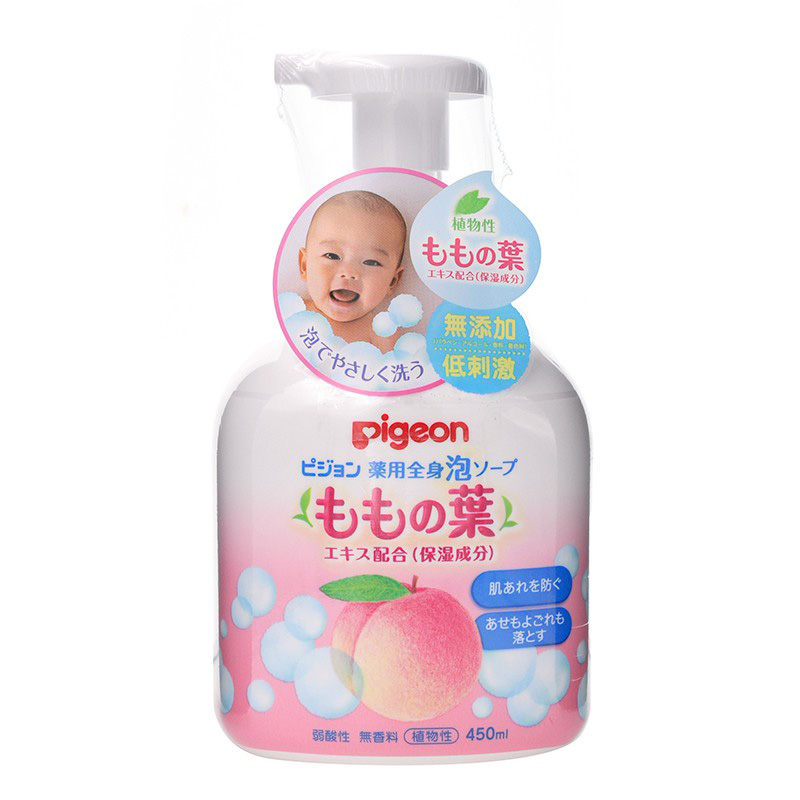 植物性
ももの葉
エキス配合(保湿成分)
無添加
低刺激
泡でやさしく洗う
Pigeon
ピジョン 薬用全身泡ソープ
ももの葉
エキス配合(保湿成分)
肌あれを防ぐ
あせもよごれも
落とす
弱酸性 無香料 植物性 450ml